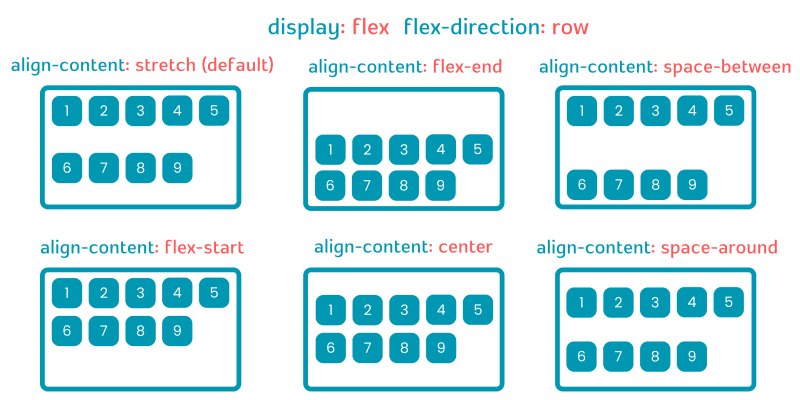 display: flex flex-direction: row
align-content: stretch (default)
1 2 3 4 5
6 7 8 9
align-content: flex-end
1 2 3 4 5
6 7 8 9
align-content: space-between
1 2 3 4 5
6 7 8 9
align-content: flex-start
1 2 3 4 5
6 7 8 9
align-content: center
1 2 3 4 5
6 7 8 9
align-content: space-around
1 2 3 4 5
6 7 8 9